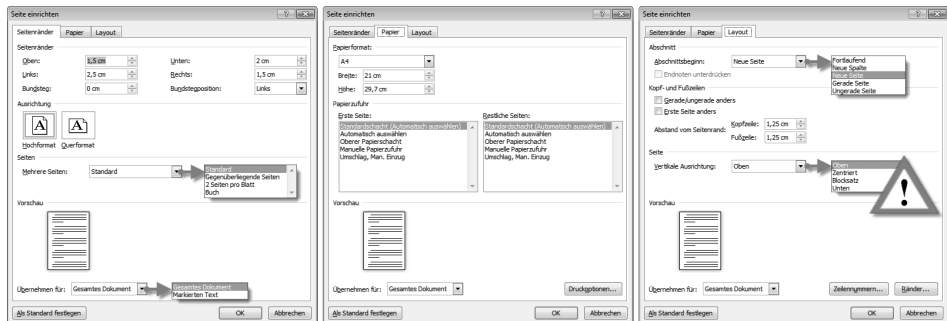 Seite einrichten
Seitenränder Papier Layout
Seitenränder
Oben: 1,5 cm Unten: 2 cm
Links: 2,5 cm Rechts: 1,5 cm
Bundsteg: 0 cm Bundstegposition: Links
Ausrichtung
A A
Hochformat Querformat
Seiten
Mehrere Seiten: Standard
Standard
Gegenüberliegende Seiten
2 Seiten pro Blatt
Buch
Vorschau
Übernehmen für: Gesamtes Dokument
Gesamtes Dokument
Markierten Text
Als Standard festlegen OK Abbrechen
Seite einrichten
Seitenränder Papier Layout
Papierformat:
A4
Breite: 21 cm
Höhe: 29,7 cm
Papierzufuhr
Erste Seite: Restliche Seiten:
Standardschacht (Automatisch auswählen) Standardschacht (Automatisch auswählen)
Automatisch auswählen Automatisch auswählen
Oberer Papierschacht Oberer Papierschacht
Manuelle Papierzufuhr Manuelle Papierzufuhr
Umschlag, Man. Einzug Umschlag, Man. Einzug
Vorschau
Übernehmen für: Gesamtes Dokument Druckoptionen...
Als Standard festlegen OK Abbrechen
Seite einrichten
Seitenränder Papier Layout
Abschnitt
Abschnittsbeginn: Neue Seite
Fortlaufend
Neue Spalte
Neue Seite
Gerade Seite
Ungerade Seite
Endnoten unterdrücken
Kopf- und Fußzeilen
Gerade/ungerade anders
Erste Seite anders
Abstand vom Seitenrand: Kopfzeile: 1,25 cm
Fußzeile: 1,25 cm
Seite
Vertikale Ausrichtung: Oben
Oben
Zentriert
Blocksatz
Unten
!
Vorschau
Übernehmen für: Gesamtes Dokument Zeilennummern... Ränder...
Als Standard festlegen OK Abbrechen